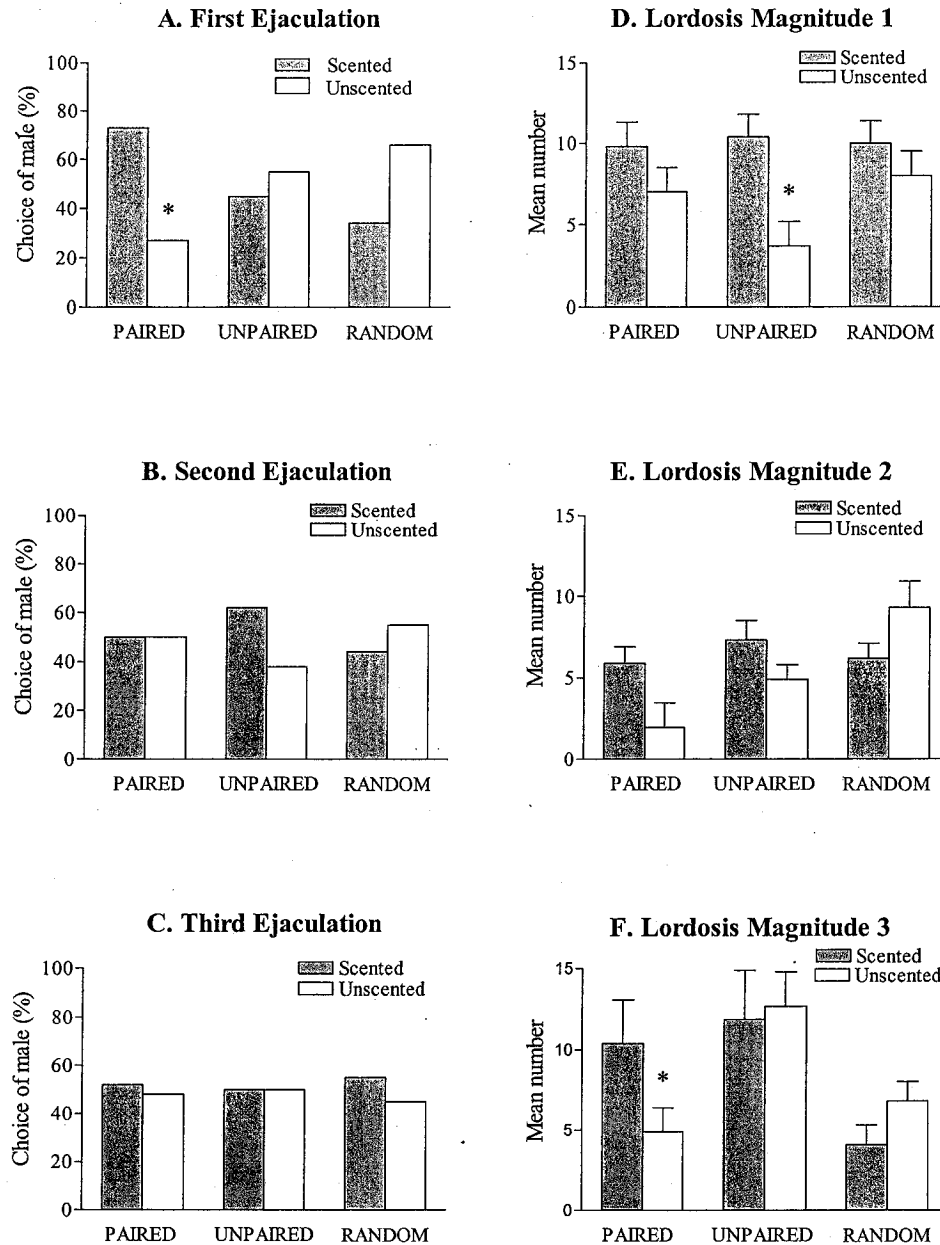 A. First Ejaculation
Choice of male (%)
100
80
60
40
20
0
Scented
Unscented
*
PAIRED UNPAIRED RANDOM
D. Lordosis Magnitude 1
Mean number
15
10
5
0
Scented
Unscented
*
PAIRED UNPAIRED RANDOM
B. Second Ejaculation
Choice of male (%)
100
80
60
40
20
0
Scented
Unscented
PAIRED UNPAIRED RANDOM
E. Lordosis Magnitude 2
Mean number
15
10
5
0
Scented
Unscented
PAIRED UNPAIRED RANDOM
C. Third Ejaculation
Choice of male (%)
100
80
60
40
20
0
Scented
Unscented
PAIRED UNPAIRED RANDOM
F. Lordosis Magnitude 3
Mean number
15
10
5
0
Scented
Unscented
*
PAIRED UNPAIRED RANDOM